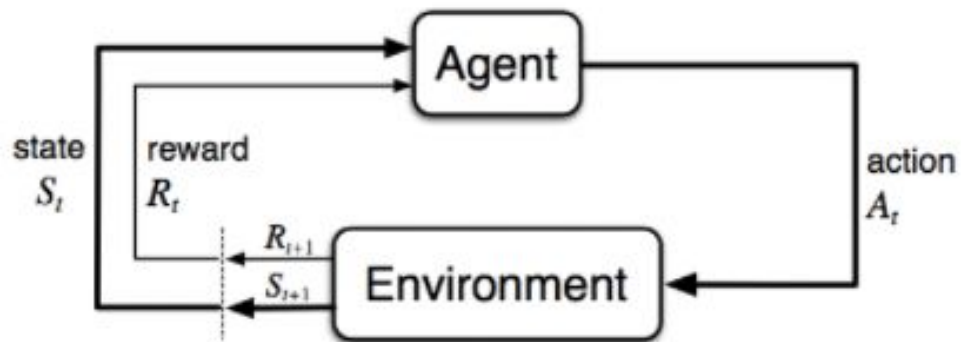 Agent
state
S_t
reward
R_t
action
A_t
R_{t+1}
S_{t+1}
Environment